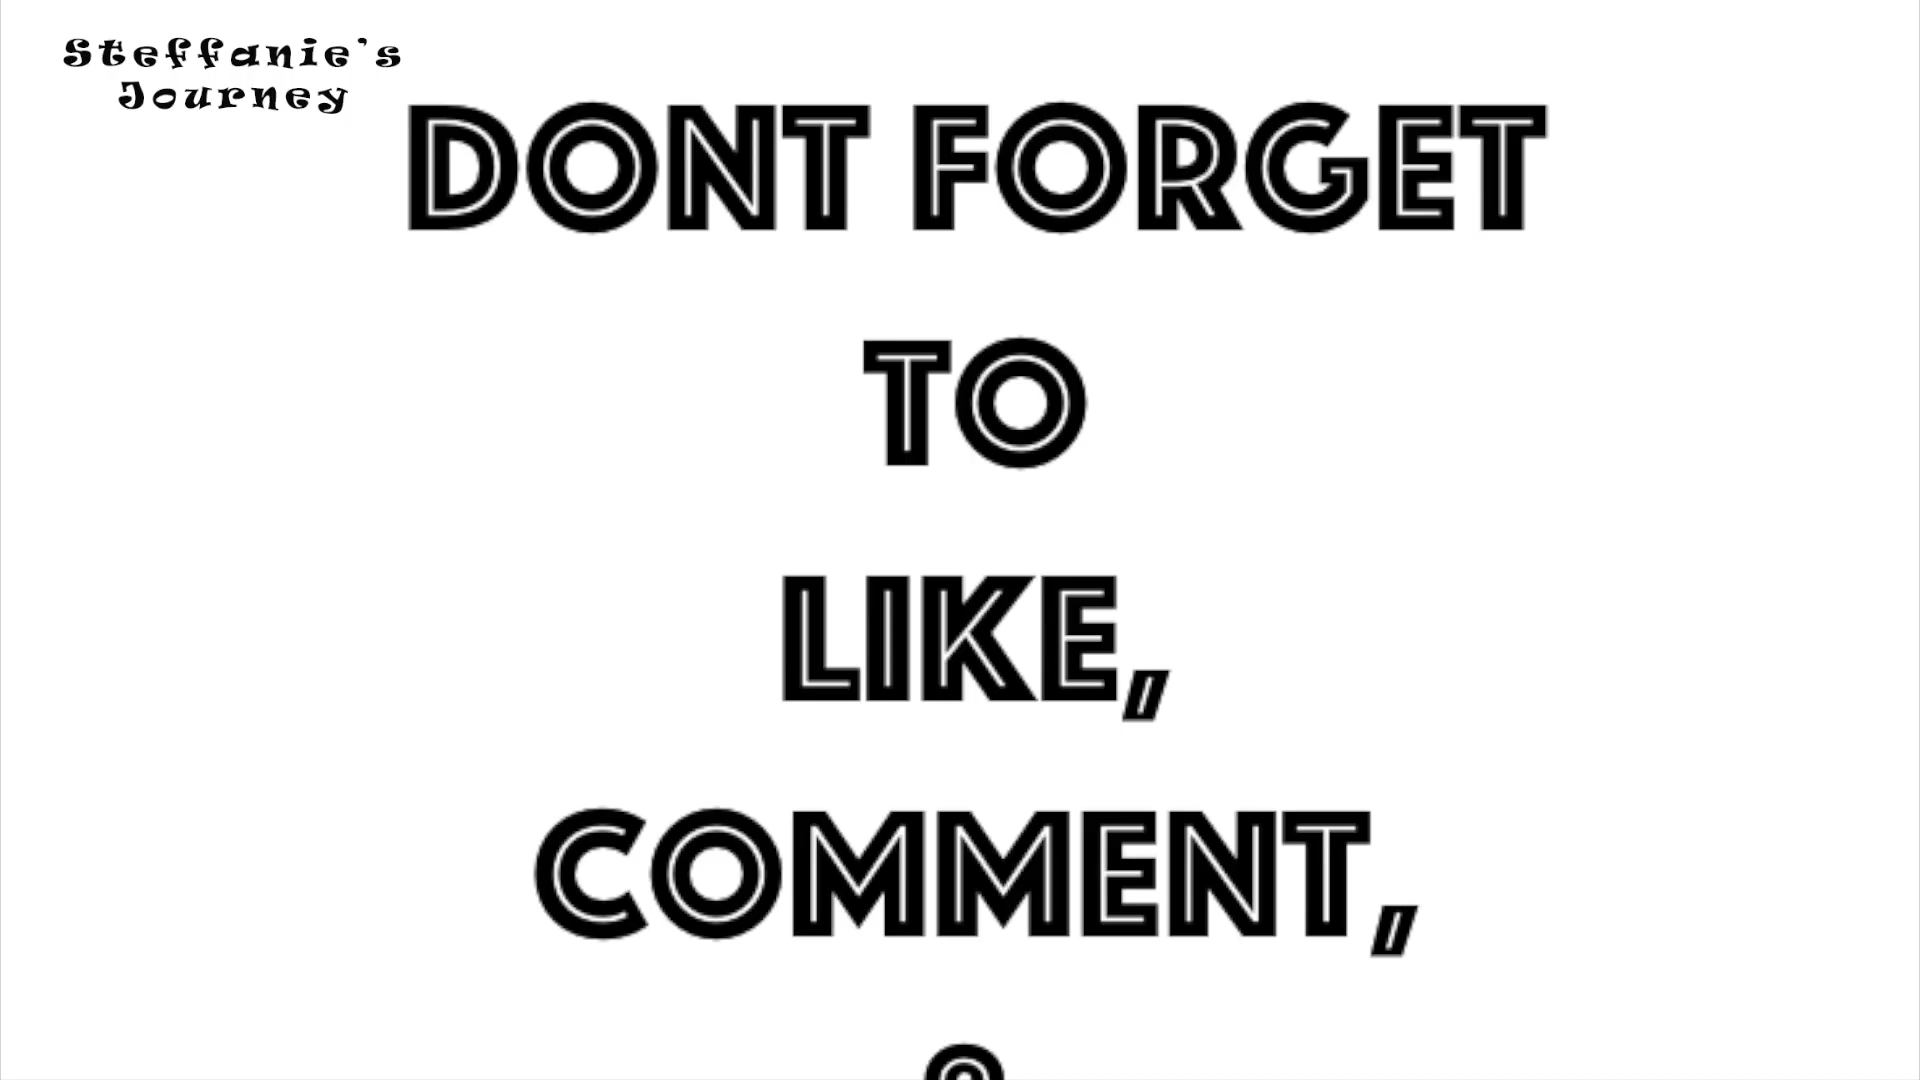 Steffanie's
Journey
DONT FORGET
TO
LIKE,
COMMENT,